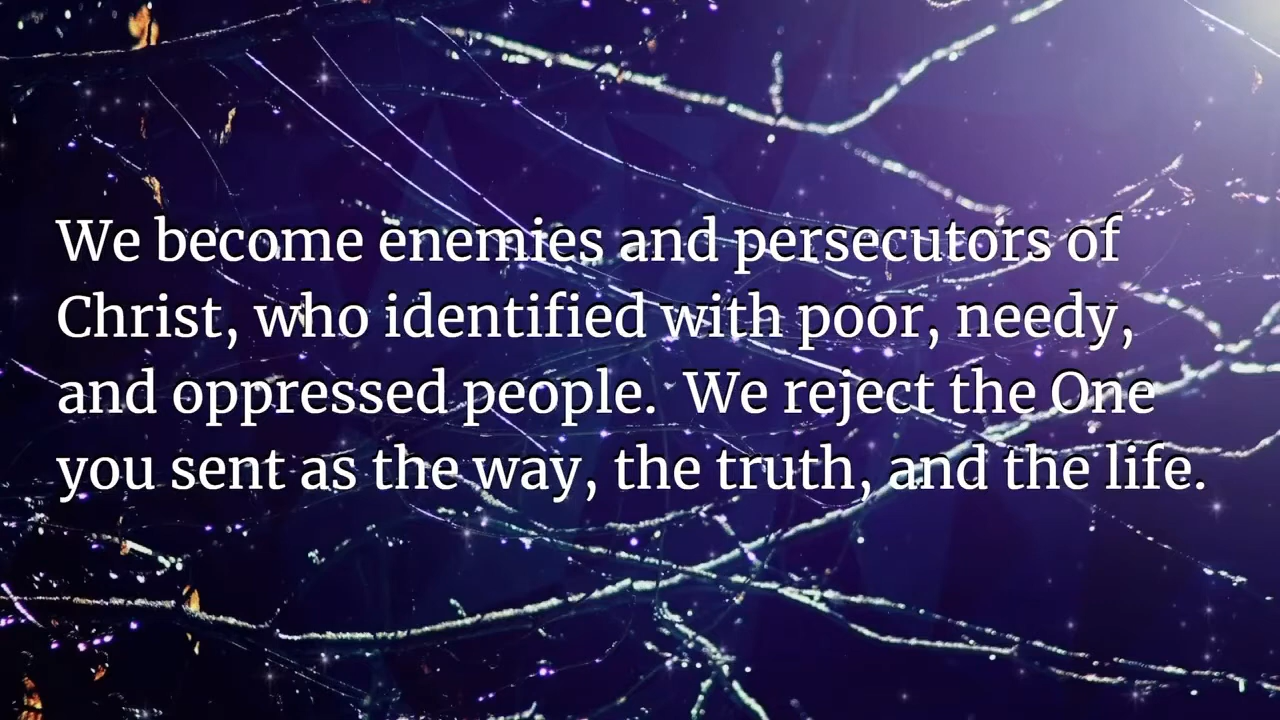 We become enemies and persecutors of
Christ, who identified with poor, needy,
and oppressed people.  We reject the One
you sent as the way, the truth, and the life.